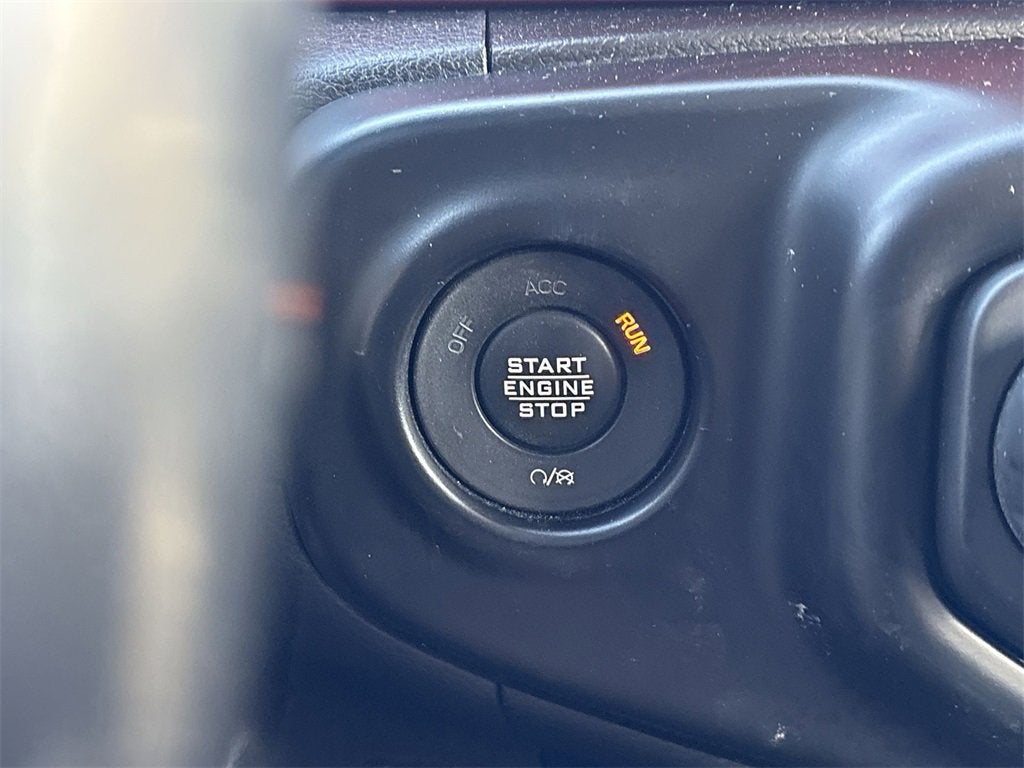 ACC
OFF
RUN
START
ENGINE
STOP